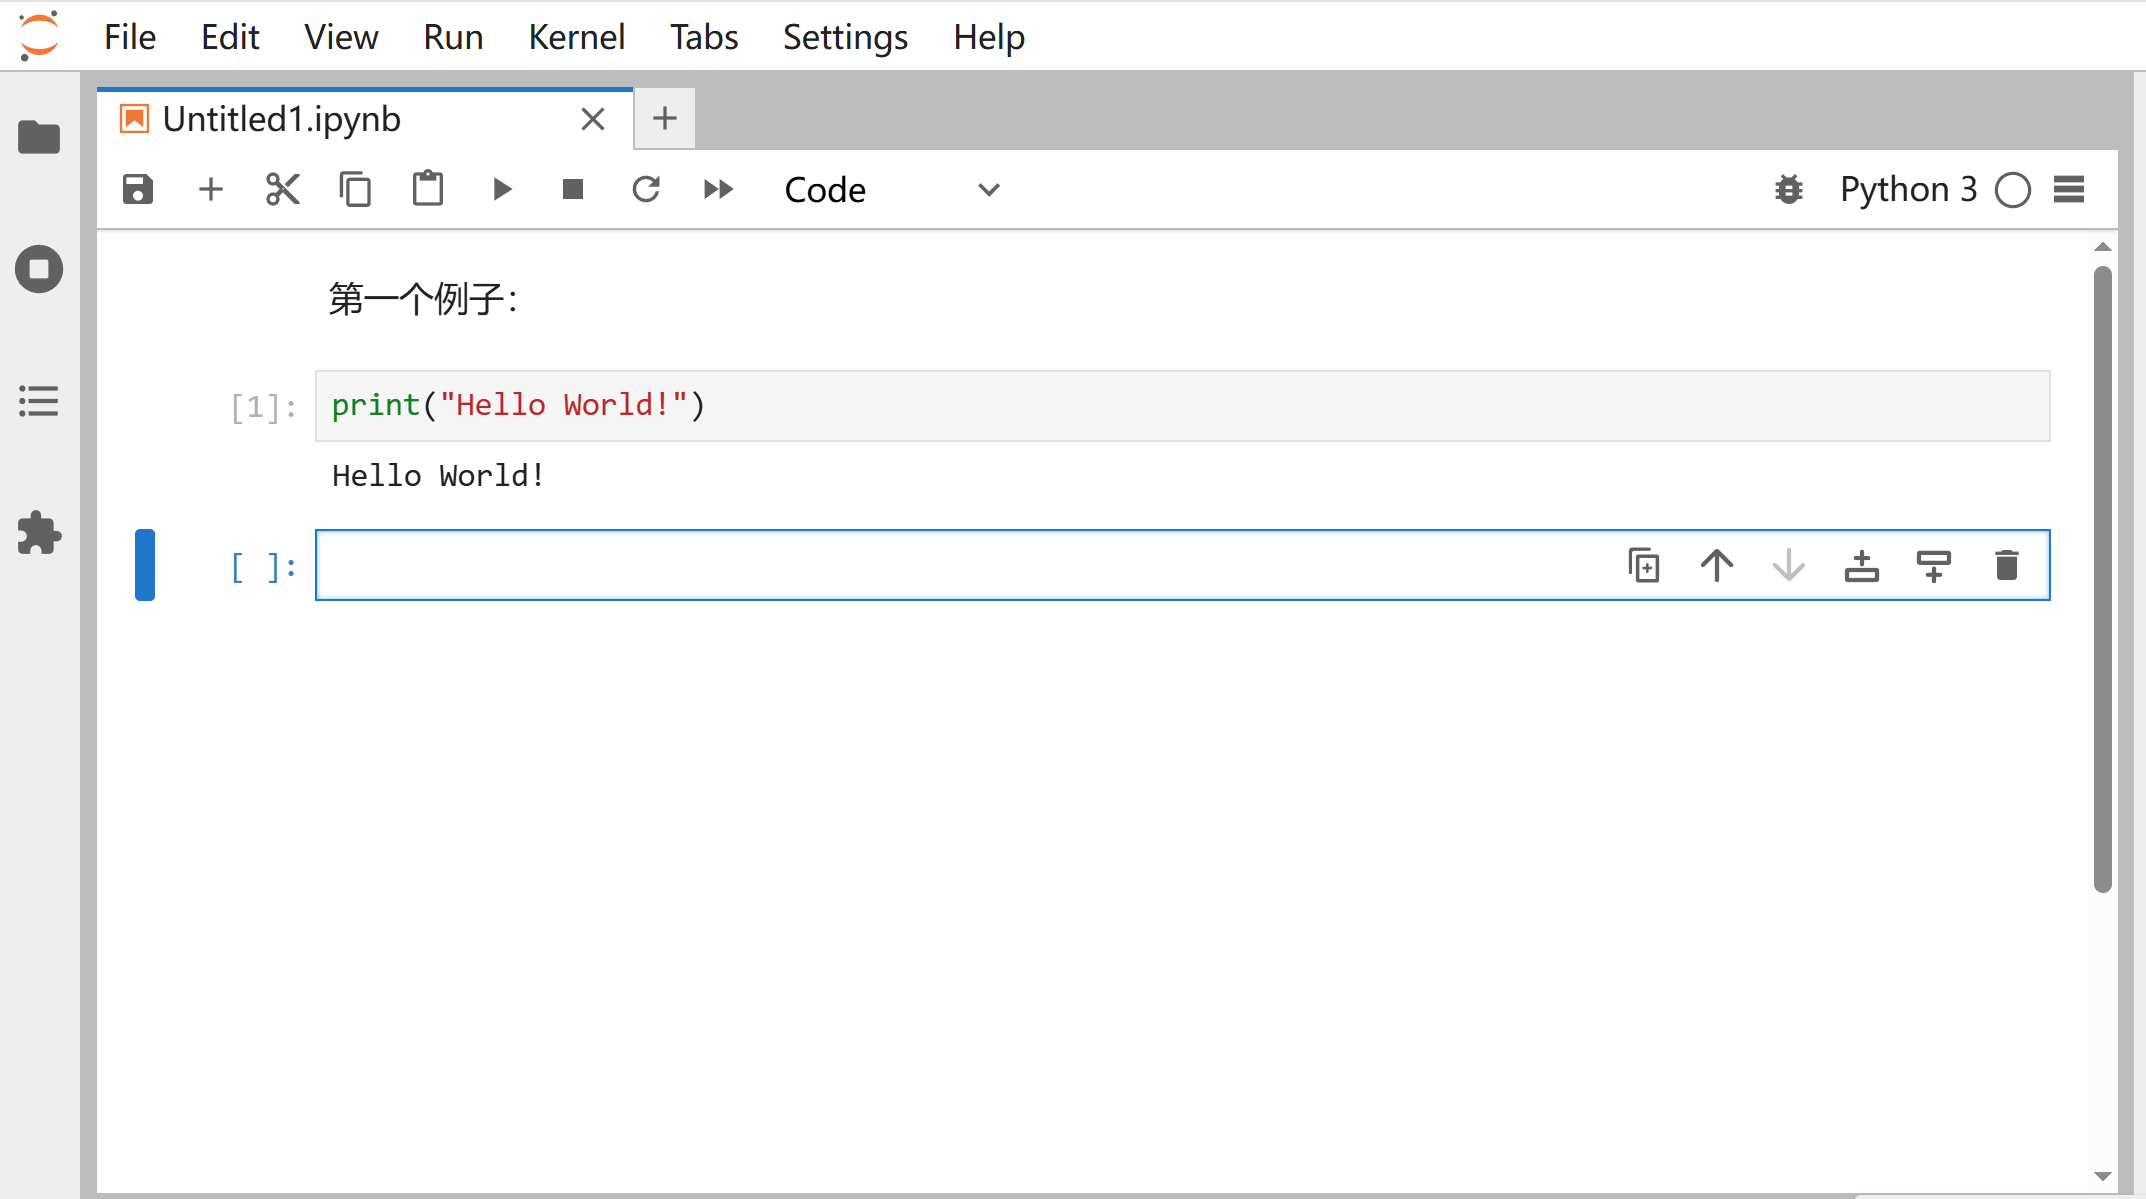 File Edit View Run Kernel Tabs Settings Help
Untitled1.ipynb
Code Python 3
第一个例子：
[1]: print("Hello World!")
Hello World!
[ ]: